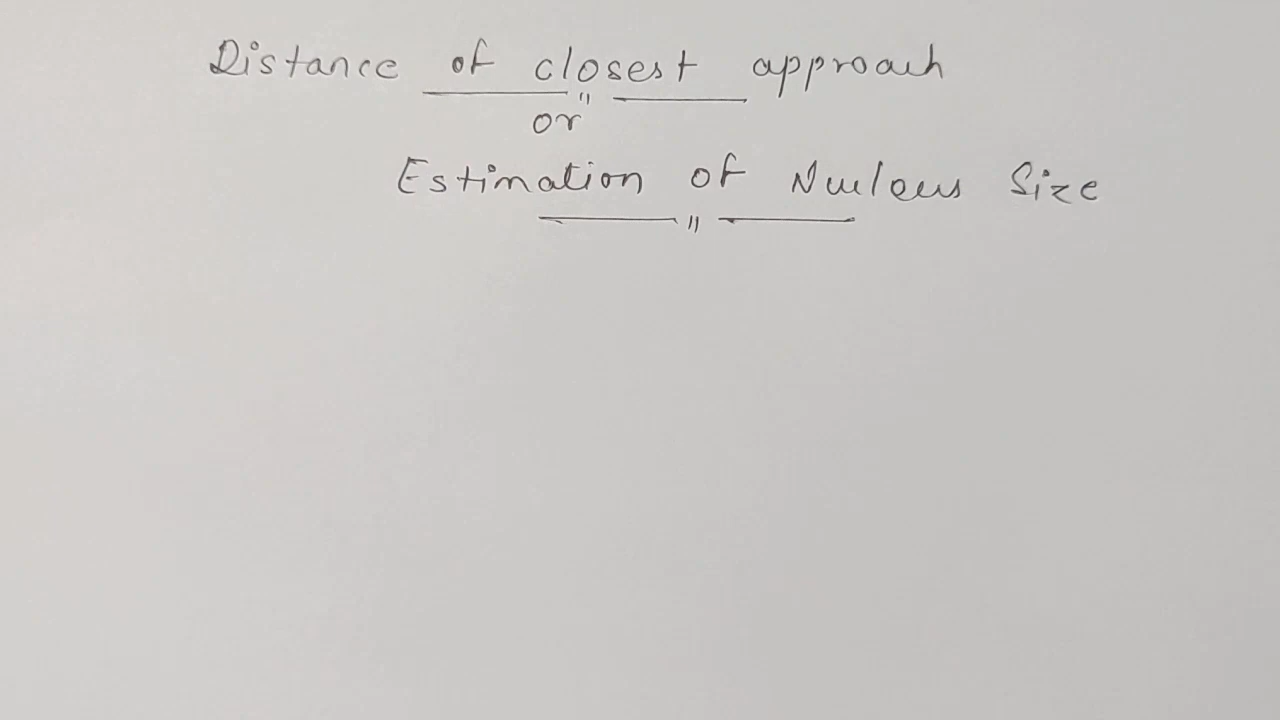 Distance of closest approach
or
Estimation of Nucleus Size